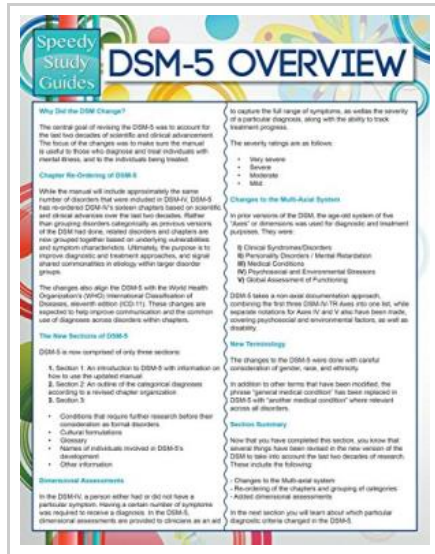 Speedy
Study
Guides
DSM-5 OVERVIEW
Why Did the DSM Change?
The central goal of revising the DSM-5 was to account for
the last two decades of scientific and clinical advancement.
The focus of the changes was to make sure the manual
is useful to those who diagnose and treat individuals with
mental illness, and to the individuals being treated.
Chapter Re-Ordering of DSM-5
While the manual will include approximately the same
number of disorders that were included in DSM-IV, DSM-5
has re-ordered DSM-IV's sixteen chapters based on scientific
and clinical advances over the last two decades. Rather
than grouping disorders categorically as previous versions
of the DSM had done, related disorders and chapters are
now grouped together based on underlying vulnerabilities
and symptom characteristics. Ultimately, the purpose is to
improve diagnostic and treatment approaches, and signal
shared commonalities in etiology within larger disorder
groups.
The changes also align the DSM with the World Health
Organization's (WHO) International Classification of
Diseases, eleventh edition (ICD-11). These changes are
expected to help improve communication and the common
use of diagnoses across disorders within chapters.
The New Sections of DSM-5
DSM-5 is now comprised of only three sections:
1. Section 1: An introduction to DSM-5 with information on
how to use the updated manual
2. Section 2: An outline of the categorical diagnoses
according to a revised chapter organization
3. Section 3:
• Conditions that require further research before their
consideration as formal disorders
• Cultural formulations
• Glossary
• Names of individuals involved in DSM-5's
development
• Other information
Dimensional Assessments
In the DSM-IV, a person either had or did not have a
particular symptom. Having a certain number of symptoms
was required to receive a diagnosis. In the DSM-5,
dimensional assessments are provided to clinicians as an aid
to capture the full range of symptoms, as wellas the severity
of a particular diagnosis, along with the ability to track
treatment progress.
The severity ratings are as follows:
• Very severe
• Severe
• Moderate
• Mild
Changes to the Multi-Axial System
In prior versions of the DSM, the age-old system of five
"Axes" or dimensions was used for diagnostic and treatment
purposes. They were:
I) Clinical Syndromes/Disorders
II) Personality Disorders / Mental Retardation
III) Medical Conditions
IV) Psychosocial and Environmental Stressors
V) Global Assessment of Functioning
DSM-5 takes a non-axial documentation approach,
combining the first three DSM-IV-TR Axes into one list, while
separate notations for Axes IV and V also have been made,
covering psychosocial and environmental factors, as well as
disability.
New Terminology
The changes to the DSM-5 were done with careful
consideration of gender, race, and ethnicity.
In addition to other terms that have been modified, the
phrase "general medical condition" has been replaced in
DSM-5 with "another medical condition" where relevant
across all disorders.
Section Summary
Now that you have completed this section, you know that
several things have been revised in the new version of the
DSM to take into account the last two decades of research.
These include the following:
- Changes to the Multi-axial system
- Re-ordering of the chapters and grouping of categories
- Added dimensional assessments
In the next section you will learn about which particular
diagnostic criteria changed in the DSM-5.